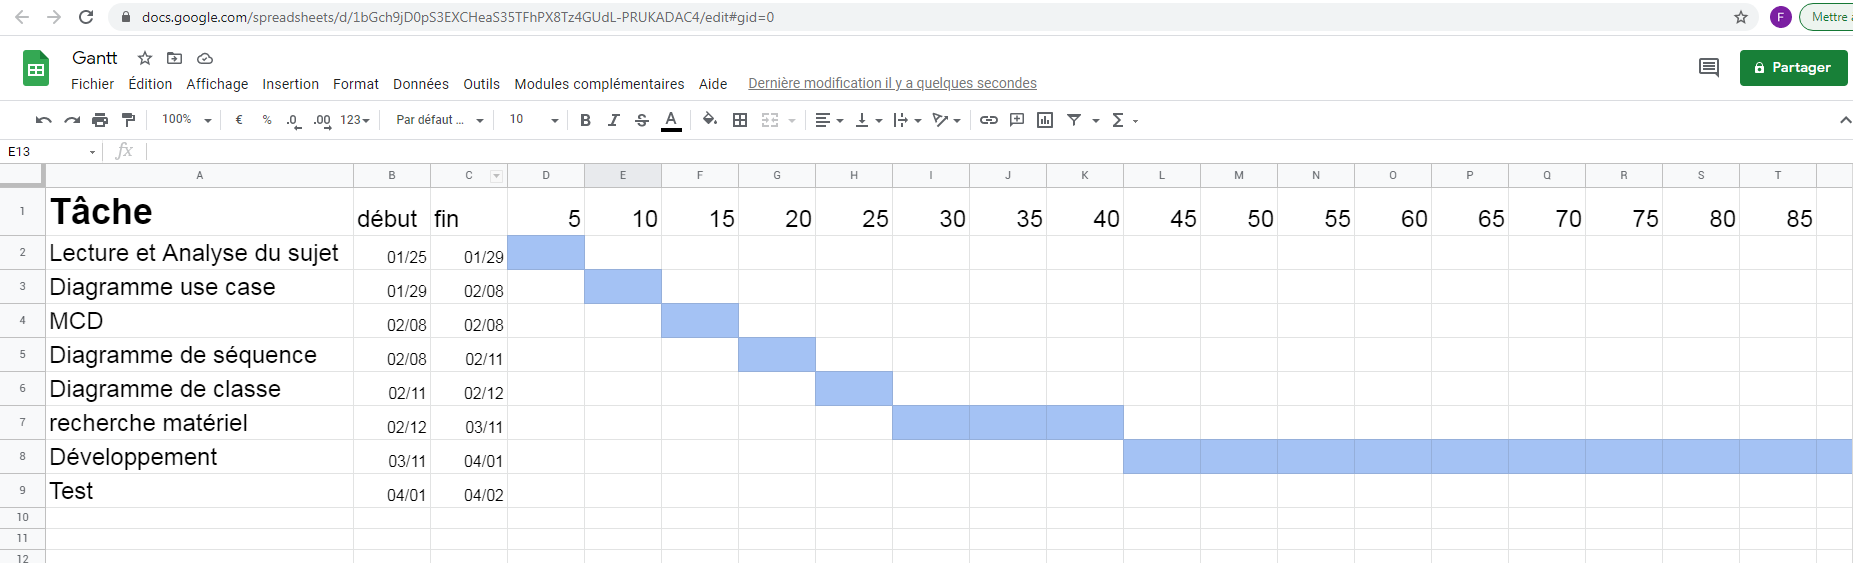 docs.google.com/spreadsheets/d/1bGch9jD0pS3EXCHeaS35TFhPX8Tz4GUdL-PRUKADAC4/edit#gid=0 F Mettre
Gantt
Fichier Édition Affichage Insertion Format Données Outils Modules complémentaires Aide Dernière modification il y a quelques secondes Partager
100% € % .0 .00 123 Par défaut ... 10 B I S A Σ
E13 fx
A B C D E F G H I J K L M N O P Q R S T
1 Tâche début fin 5 10 15 20 25 30 35 40 45 50 55 60 65 70 75 80 85
2 Lecture et Analyse du sujet 01/25 01/29
3 Diagramme use case 01/29 02/08
4 MCD 02/08 02/08
5 Diagramme de séquence 02/08 02/11
6 Diagramme de classe 02/11 02/12
7 recherche matériel 02/12 03/11
8 Développement 03/11 04/01
9 Test 04/01 04/02
10
11
12